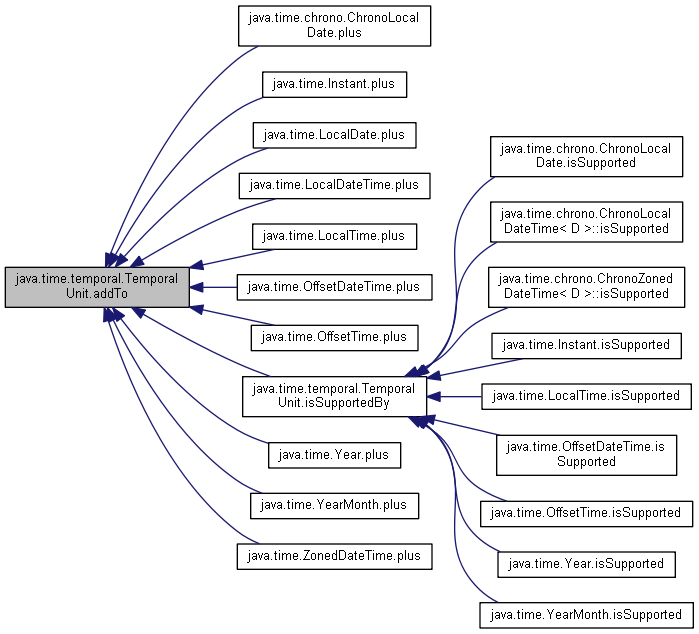 java.time.temporal.Temporal
Unit.addTo
java.time.chrono.ChronoLocal
Date.plus
java.time.Instant.plus
java.time.LocalDate.plus
java.time.LocalDateTime.plus
java.time.LocalTime.plus
java.time.OffsetDateTime.plus
java.time.OffsetTime.plus
java.time.temporal.Temporal
Unit.isSupportedBy
java.time.Year.plus
java.time.YearMonth.plus
java.time.ZonedDateTime.plus
java.time.chrono.ChronoLocal
Date.isSupported
java.time.chrono.ChronoLocal
DateTime< D >::isSupported
java.time.chrono.ChronoZoned
DateTime< D >::isSupported
java.time.Instant.isSupported
java.time.LocalTime.isSupported
java.time.OffsetDateTime.is
Supported
java.time.OffsetTime.isSupported
java.time.Year.isSupported
java.time.YearMonth.isSupported